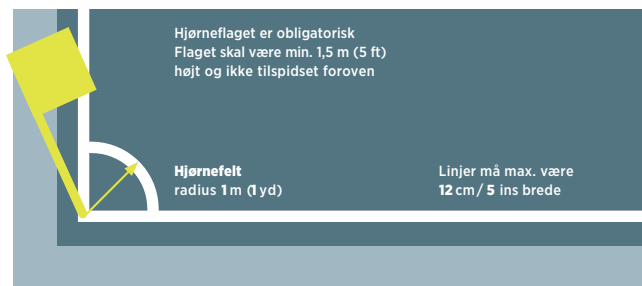 Hjørneflaget er obligatorisk
Flaget skal være min. 1,5 m (5 ft)
højt og ikke tilspidset foroven
Hjørnefelt
radius 1 m (1 yd)
Linjer må max. være
12 cm / 5 ins brede